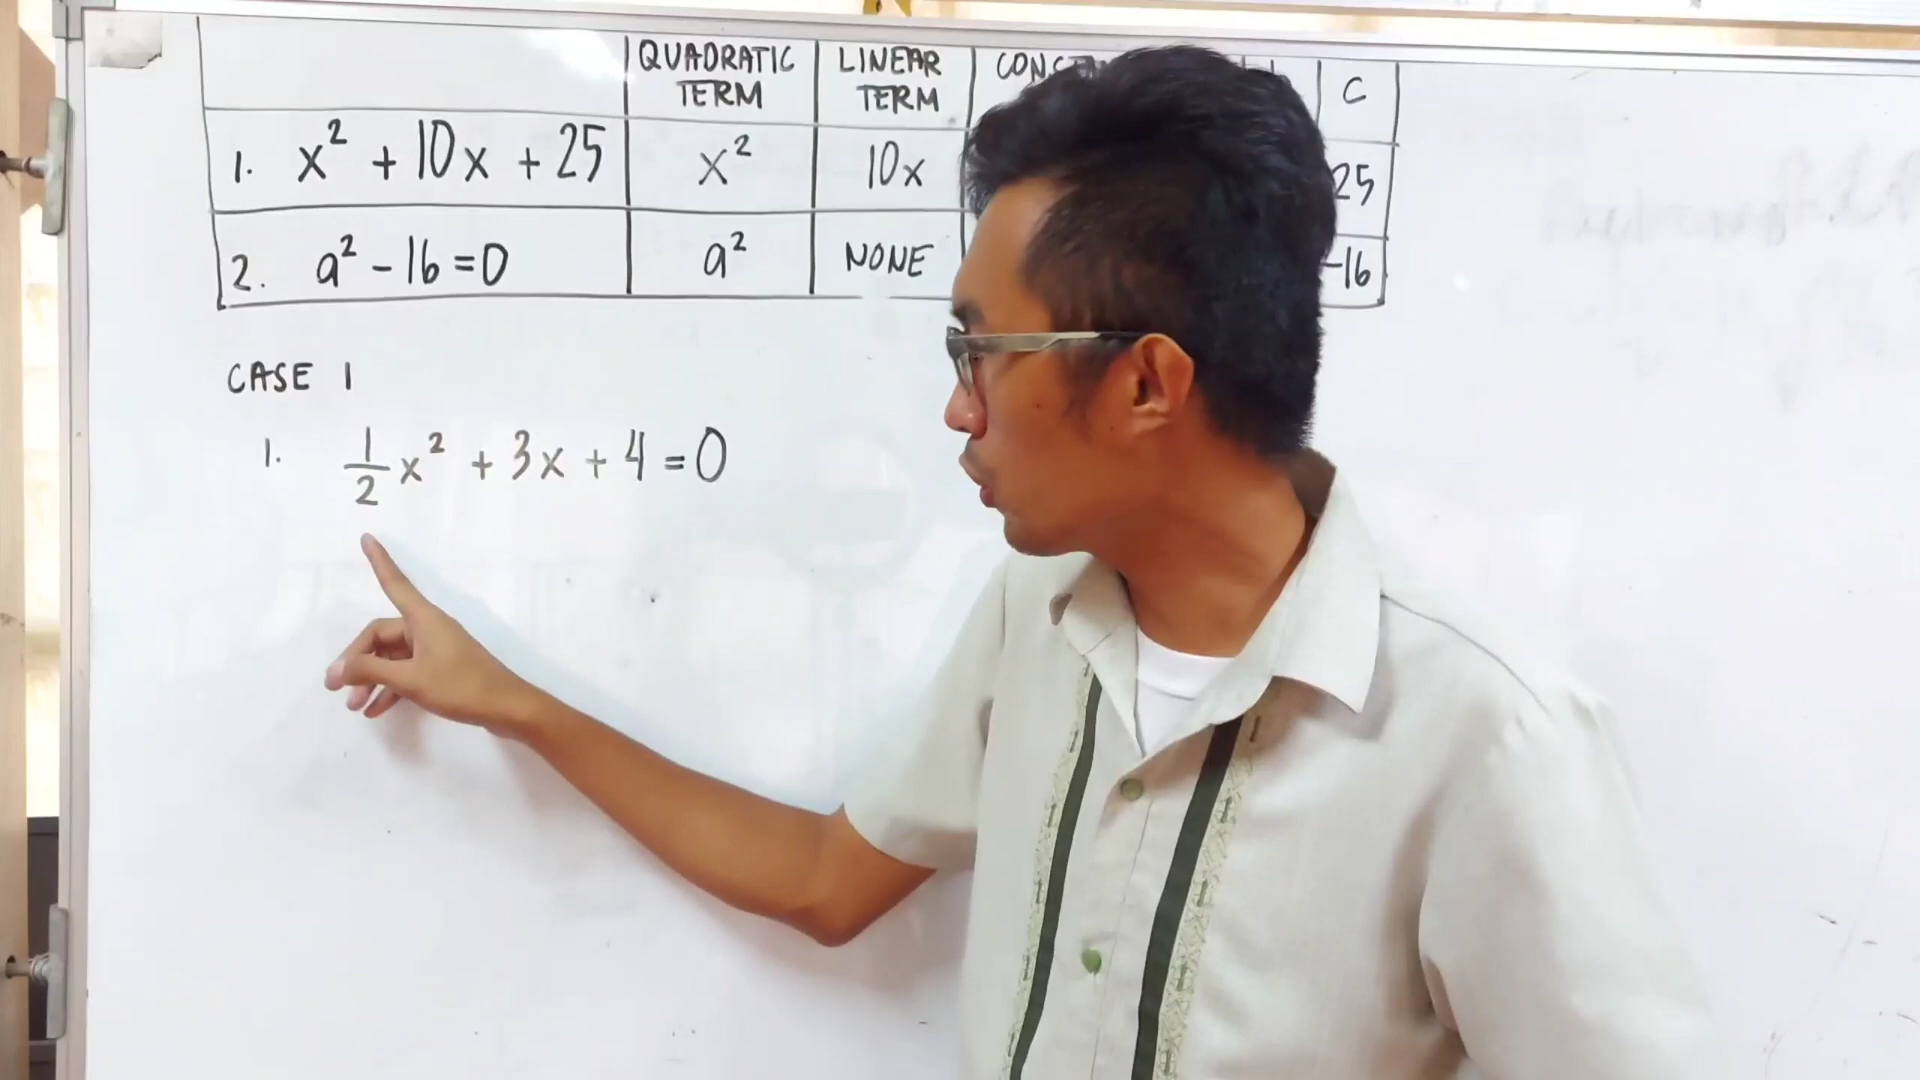 QUADRATIC TERM LINEAR TERM C
1. x² + 10x + 25 x² 10x 25
2. a² - 16 = 0 a² NONE -16
CASE 1
1. 1/2 x² + 3x + 4 = 0